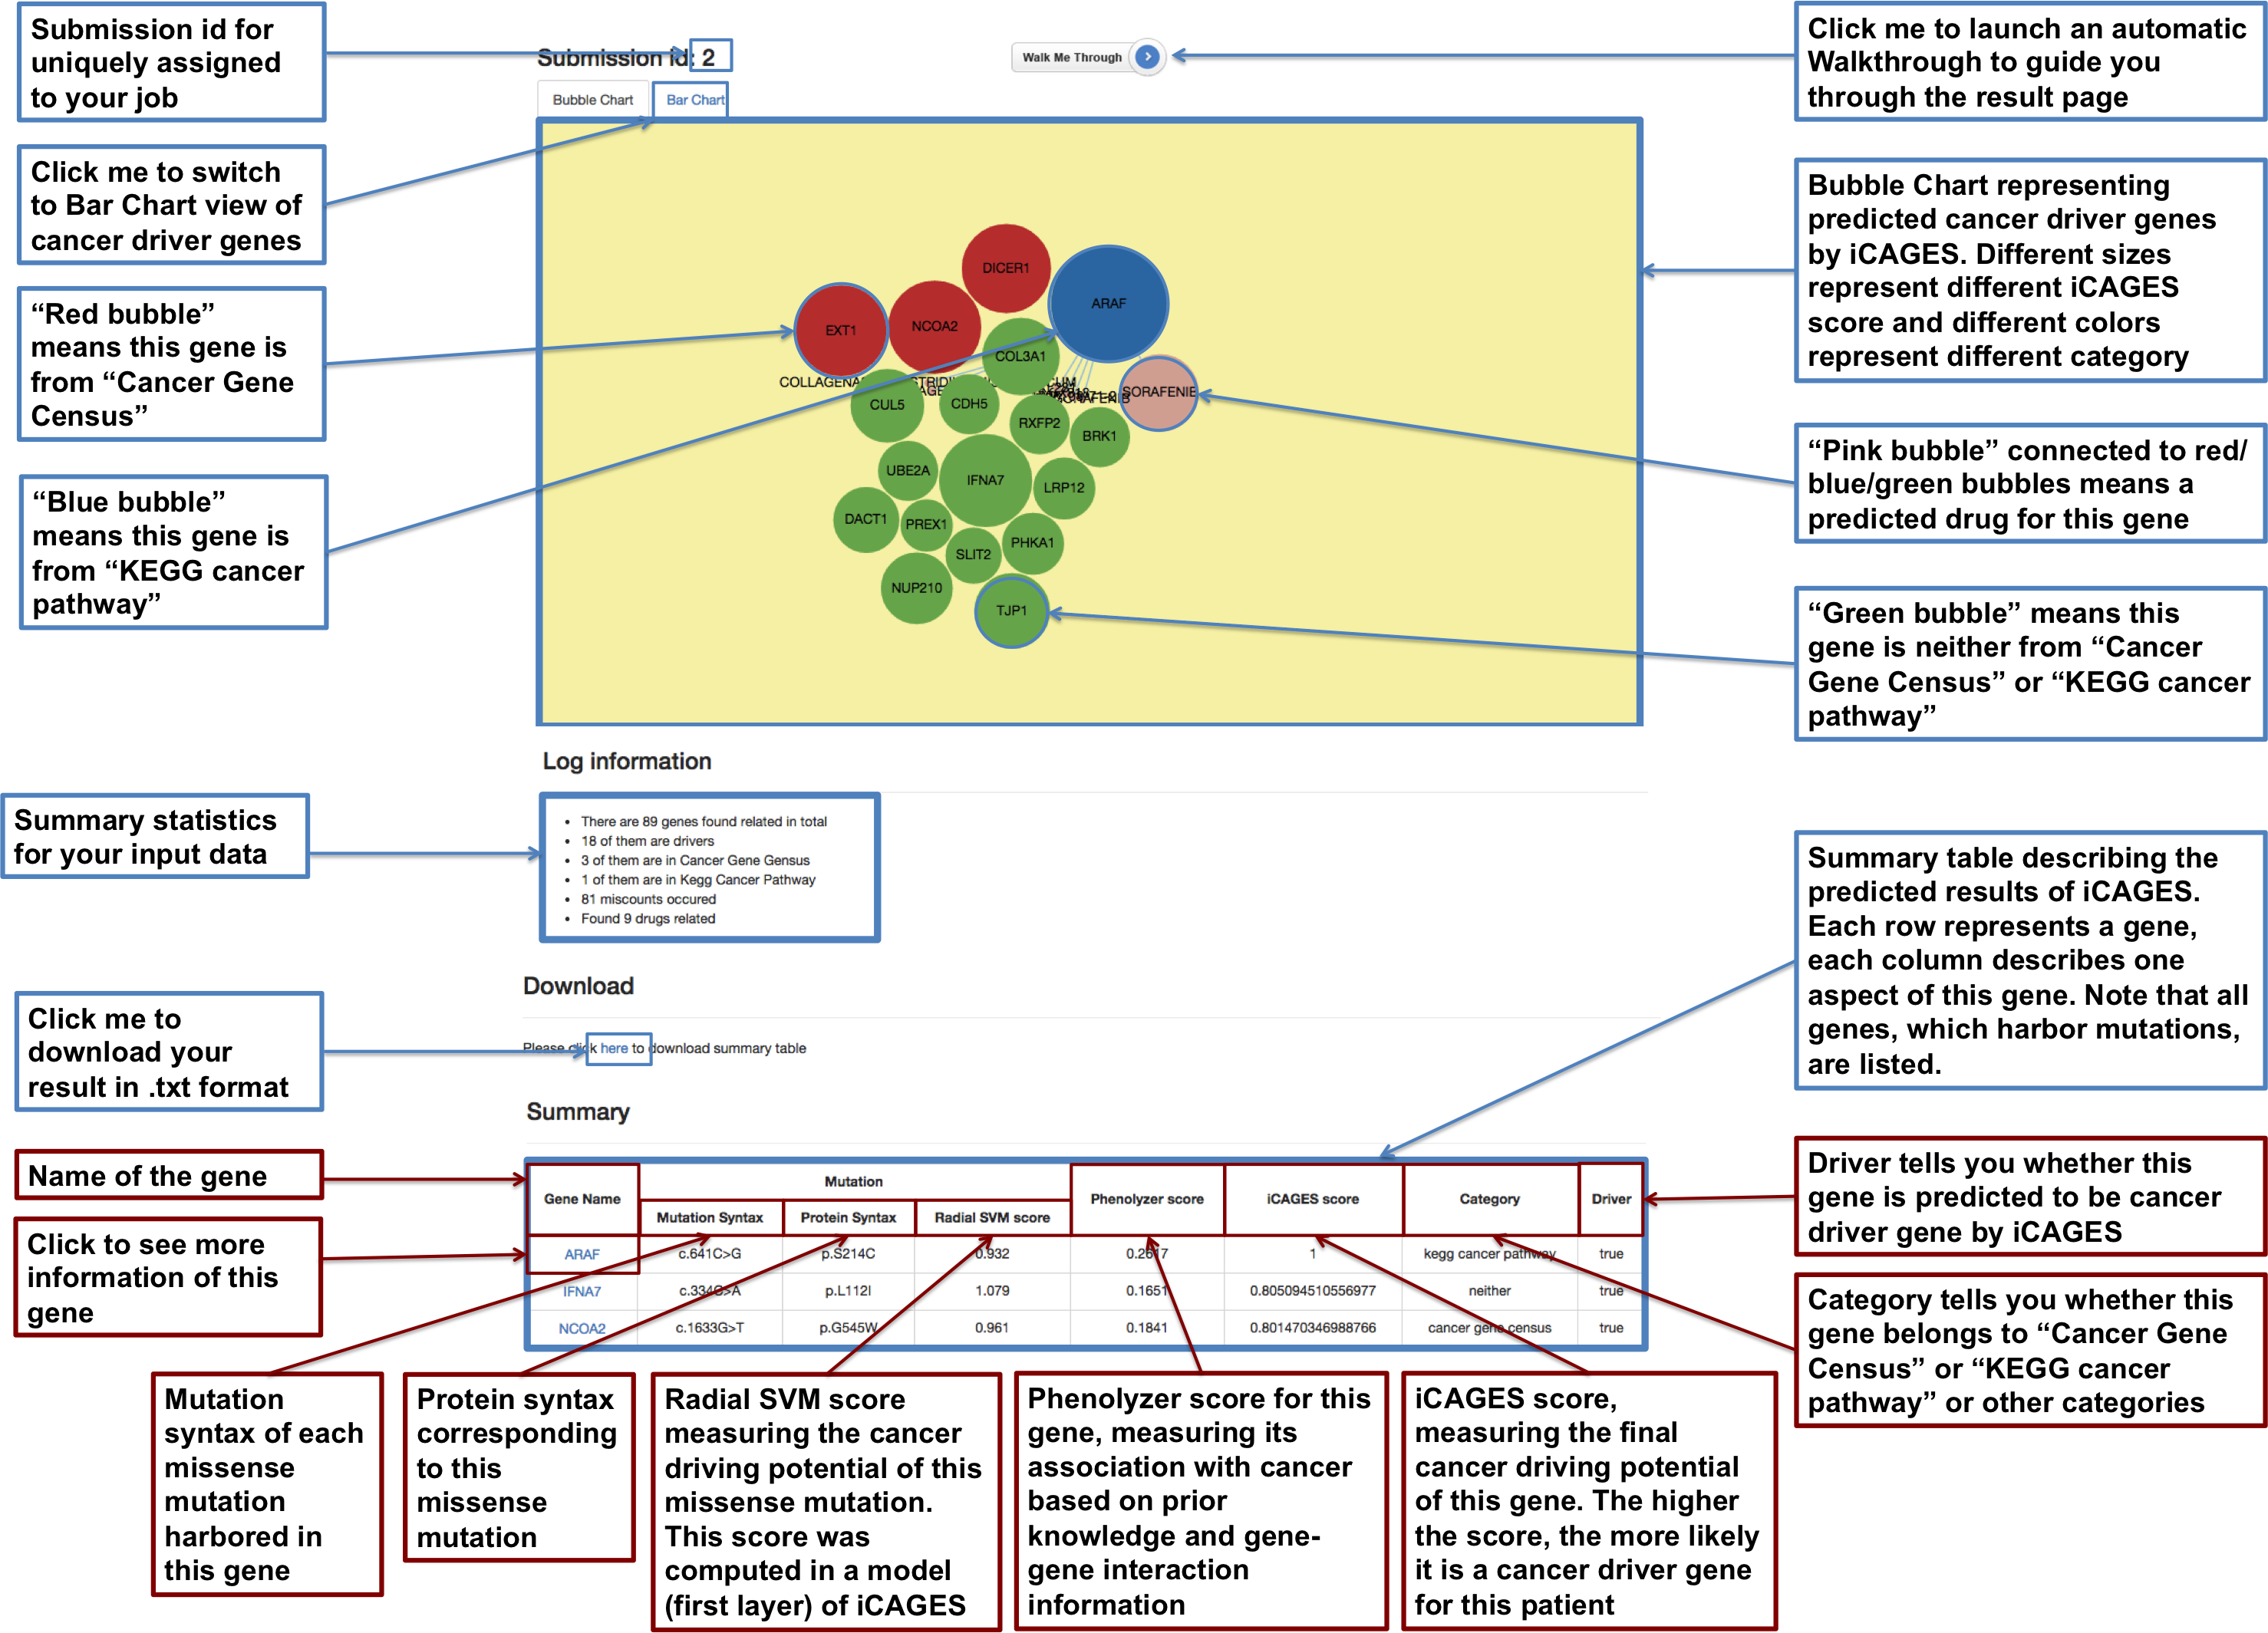 Submission id for
uniquely assigned
to your job
Submission id: 2
Walk Me Through
Click me to launch an automatic
Walkthrough to guide you
through the result page
Bubble Chart
Bar Chart
Click me to switch
to Bar Chart view of
cancer driver genes
Bubble Chart representing
predicted cancer driver genes
by iCAGES. Different sizes
represent different iCAGES
score and different colors
represent different category
“Red bubble”
means this gene is
from “Cancer Gene
Census”
“Blue bubble”
means this gene is
from “KEGG cancer
pathway”
“Pink bubble” connected to red/
blue/green bubbles means a
predicted drug for this gene
“Green bubble” means this
gene is neither from “Cancer
Gene Census” or “KEGG cancer
pathway”
DICER1
ARAF
EXT1
NCOA2
COL3A1
SORAFENIB
CUL5
CDH5
RXFP2
BRK1
UBE2A
IFNA7
LRP12
DACT1
PREX1
PHKA1
SLIT2
NUP210
TJP1
Log information
Summary statistics
for your input data
There are 89 genes found related in total
18 of them are drivers
3 of them are in Cancer Gene Gensus
1 of them are in Kegg Cancer Pathway
81 miscounts occured
Found 9 drugs related
Summary table describing the
predicted results of iCAGES.
Each row represents a gene,
each column describes one
aspect of this gene. Note that all
genes, which harbor mutations,
are listed.
Download
Click me to
download your
result in .txt format
Please click here to download summary table
Summary
Name of the gene
Click to see more
information of this
gene
Gene Name
Mutation
Phenolyzer score
iCAGES score
Category
Driver
Mutation Syntax
Protein Syntax
Radial SVM score
ARAF c.641C>G p.S214C 0.932 0.2617 1 kegg cancer pathway true
IFNA7 c.334C>A p.L112I 1.079 0.1651 0.805094510556977 neither true
NCOA2 c.1633G>T p.G545W 0.961 0.1841 0.801470346988766 cancer gene census true
Driver tells you whether this
gene is predicted to be cancer
driver gene by iCAGES
Category tells you whether this
gene belongs to “Cancer Gene
Census” or “KEGG cancer
pathway” or other categories
Mutation
syntax of each
missense
mutation
harbored in
this gene
Protein syntax
corresponding
to this
missense
mutation
Radial SVM score
measuring the cancer
driving potential of this
missense mutation.
This score was
computed in a model
(first layer) of iCAGES
Phenolyzer score for this
gene, measuring its
association with cancer
based on prior
knowledge and gene-
gene interaction
information
iCAGES score,
measuring the final
cancer driving potential
of this gene. The higher
the score, the more likely
it is a cancer driver gene
for this patient